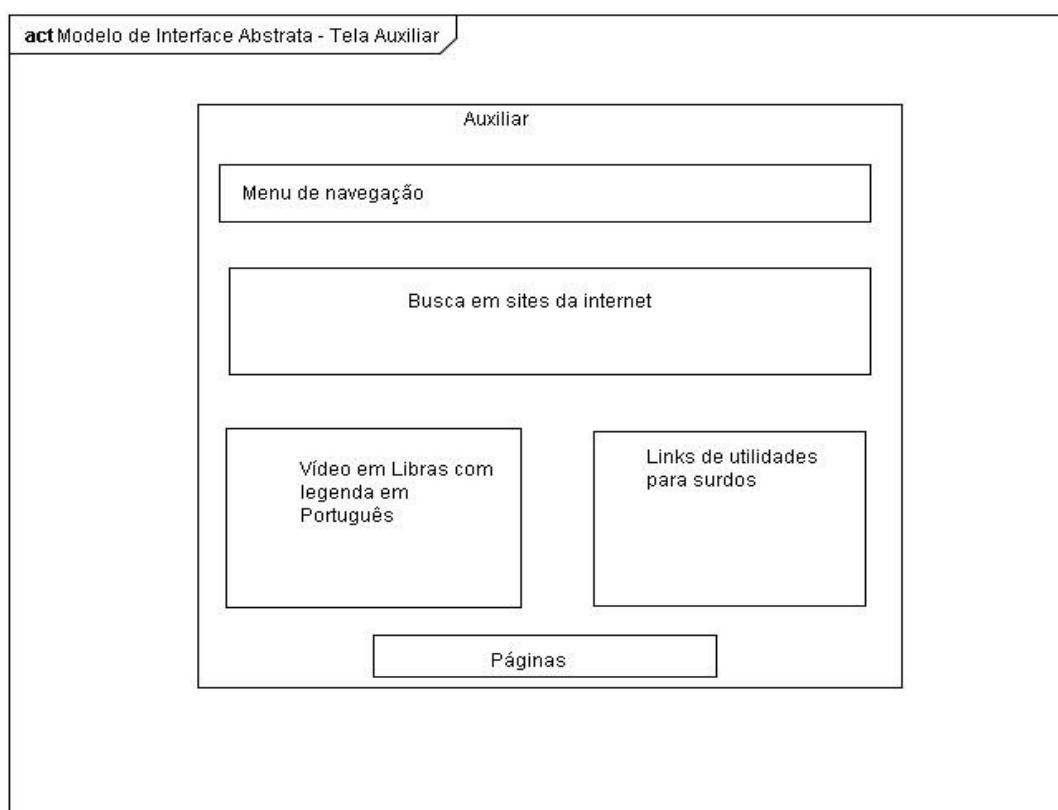 act Modelo de Interface Abstrata - Tela Auxiliar
Auxiliar
Menu de navegação
Busca em sites da internet
Vídeo em Libras com
legenda em
Português
Links de utilidades
para surdos
Páginas